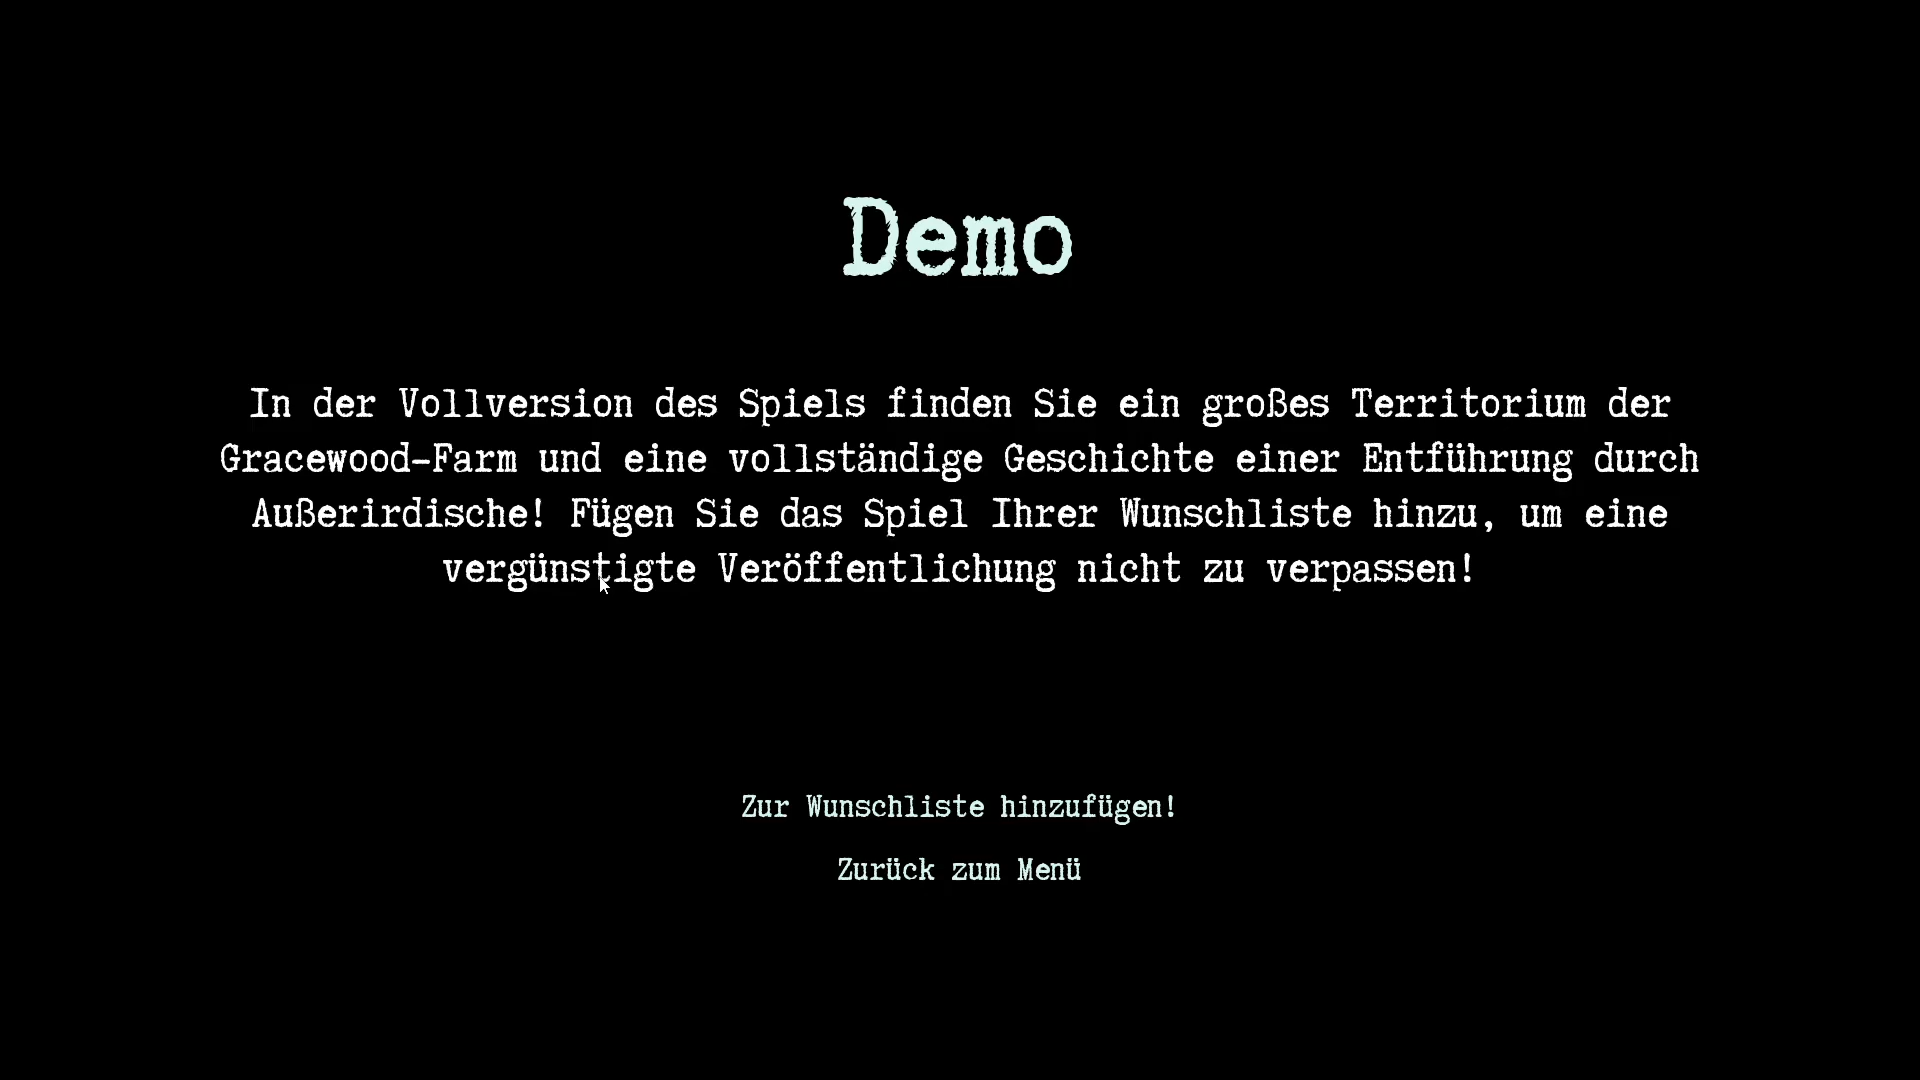 Demo
In der Vollversion des Spiels finden Sie ein großes Territorium der
Gracewood-Farm und eine vollständige Geschichte einer Entführung durch
Außerirdische! Fügen Sie das Spiel Ihrer Wunschliste hinzu, um eine
vergünstigte Veröffentlichung nicht zu verpassen!
Zur Wunschliste hinzufügen!
Zurück zum Menü